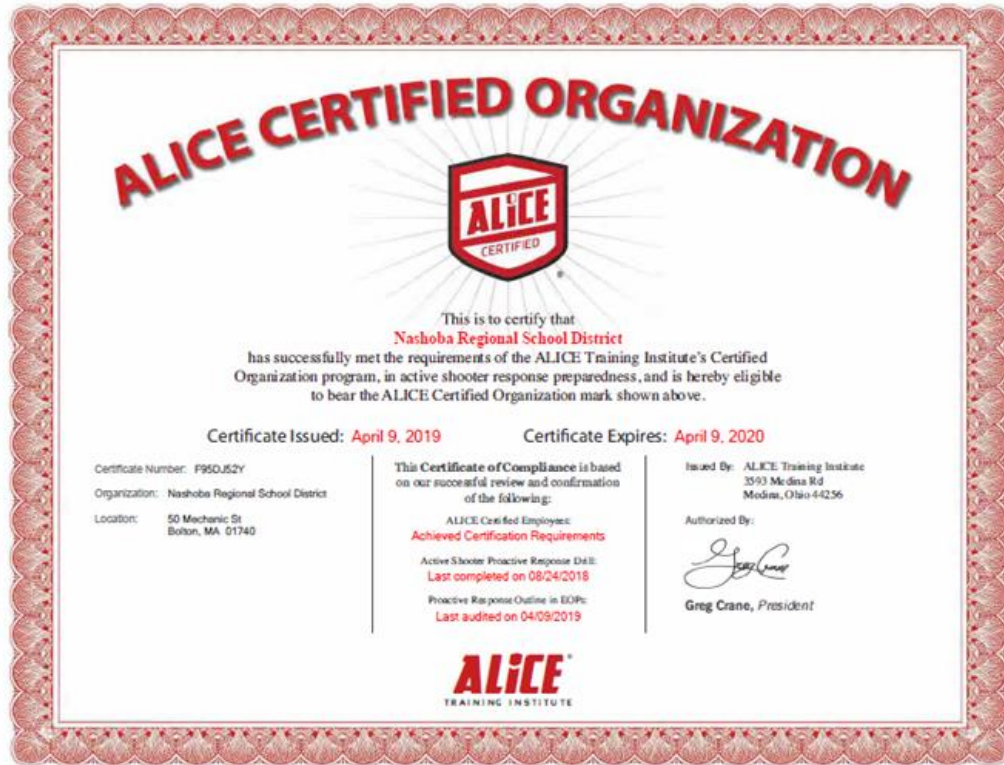 ALICE CERTIFIED ORGANIZATION
ALiCE
CERTIFIED
®
This is to certify that
Nashoba Regional School District
has successfully met the requirements of the ALICE Training Institute's Certified
Organization program, in active shooter response preparedness, and is hereby eligible
to bear the ALICE Certified Organization mark shown above.
Certificate Issued: April 9, 2019
Certificate Expires: April 9, 2020
Certificate Number: F95DJ52Y
Organization: Nashoba Regional School District
Location: 50 Mechanic St
Bolton, MA 01740
This Certificate of Compliance is based
on our successful review and confirmation
of the following:
ALICE Certified Employees:
Achieved Certification Requirements
Active Shooter Proactive Response Drill:
Last completed on 08/24/2018
Proactive Response Outline in EOPs:
Last audited on 04/09/2019
Issued By: ALICE Training Institute
3593 Medina Rd
Medina, Ohio 44256
Authorized By:
Greg Crane
Greg Crane, President
ALiCE®
TRAINING INSTITUTE